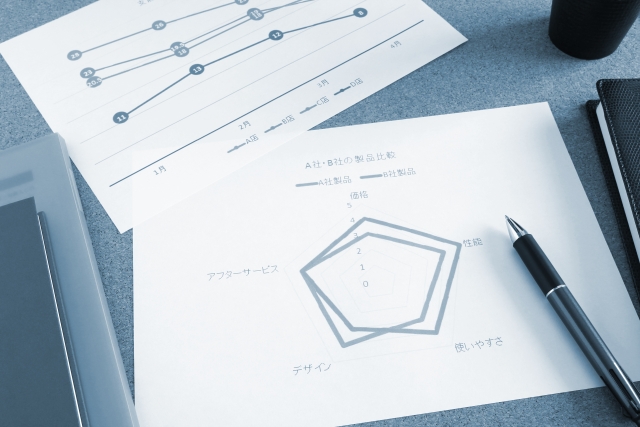 1月
2月
3月
4月
A店 B店 C店 D店
11
13
12
8
A社・B社の製品比較
A社製品 B社製品
価格
5
4
3
2
1
0
性能
使いやすさ
デザイン
アフターサービス